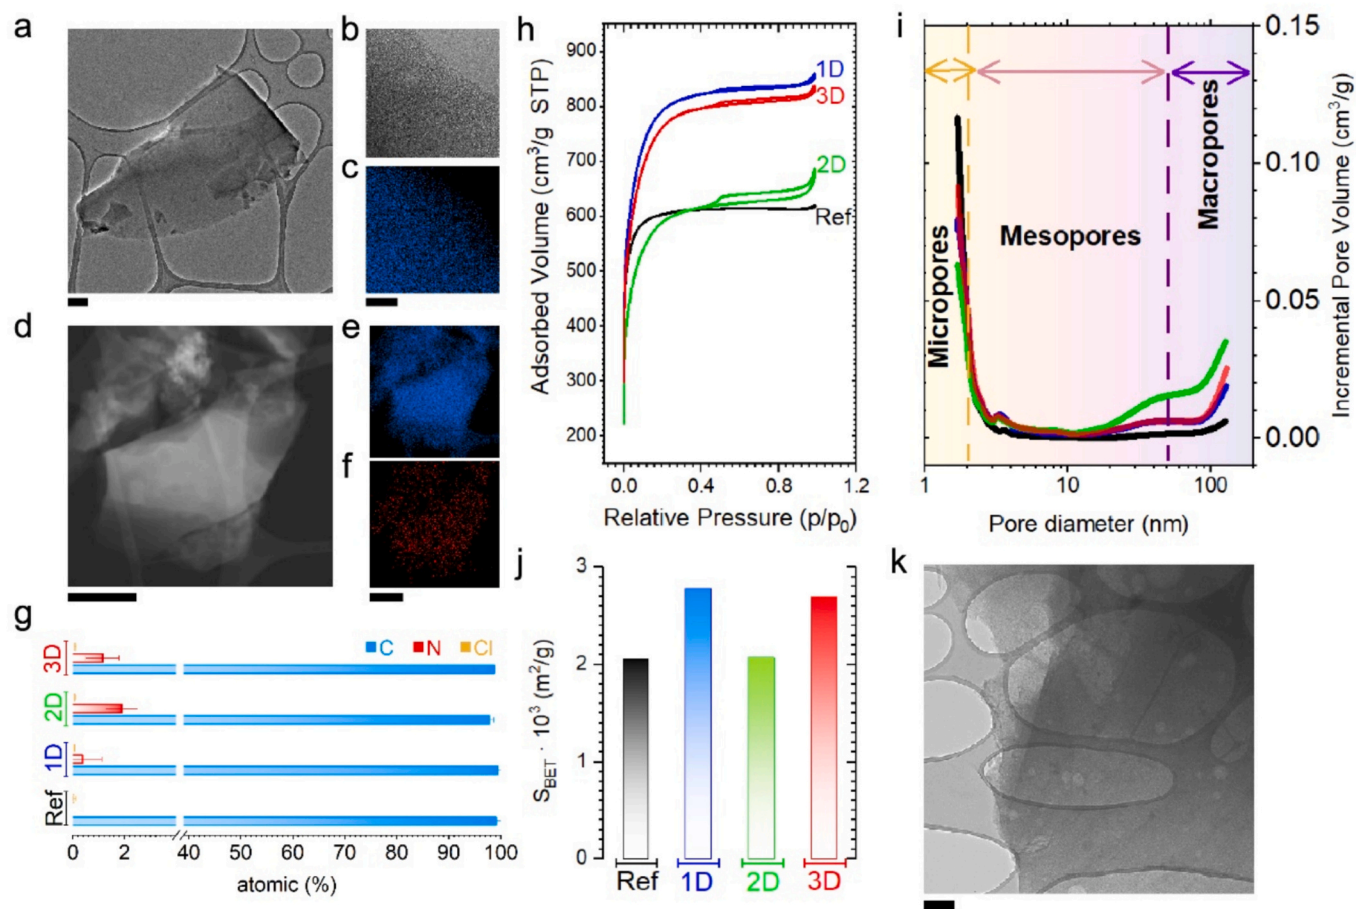 a
b
c
d
e
f
g
3D
2D
1D
Ref
C N Cl
0 2 40 50 60 70 80 90 100
atomic (%)
h
Adsorbed Volume (cm³/g STP)
900
800
700
600
500
400
300
200
1D
3D
2D
Ref
0.0 0.4 0.8 1.2
Relative Pressure (p/p₀)
i
Micropores
Mesopores
Macropores
0.15
0.10
0.05
0.00
Incremental Pore Volume (cm³/g)
1 10 100
Pore diameter (nm)
j
S_BET · 10³ (m²/g)
3
2
1
0
Ref 1D 2D 3D
k